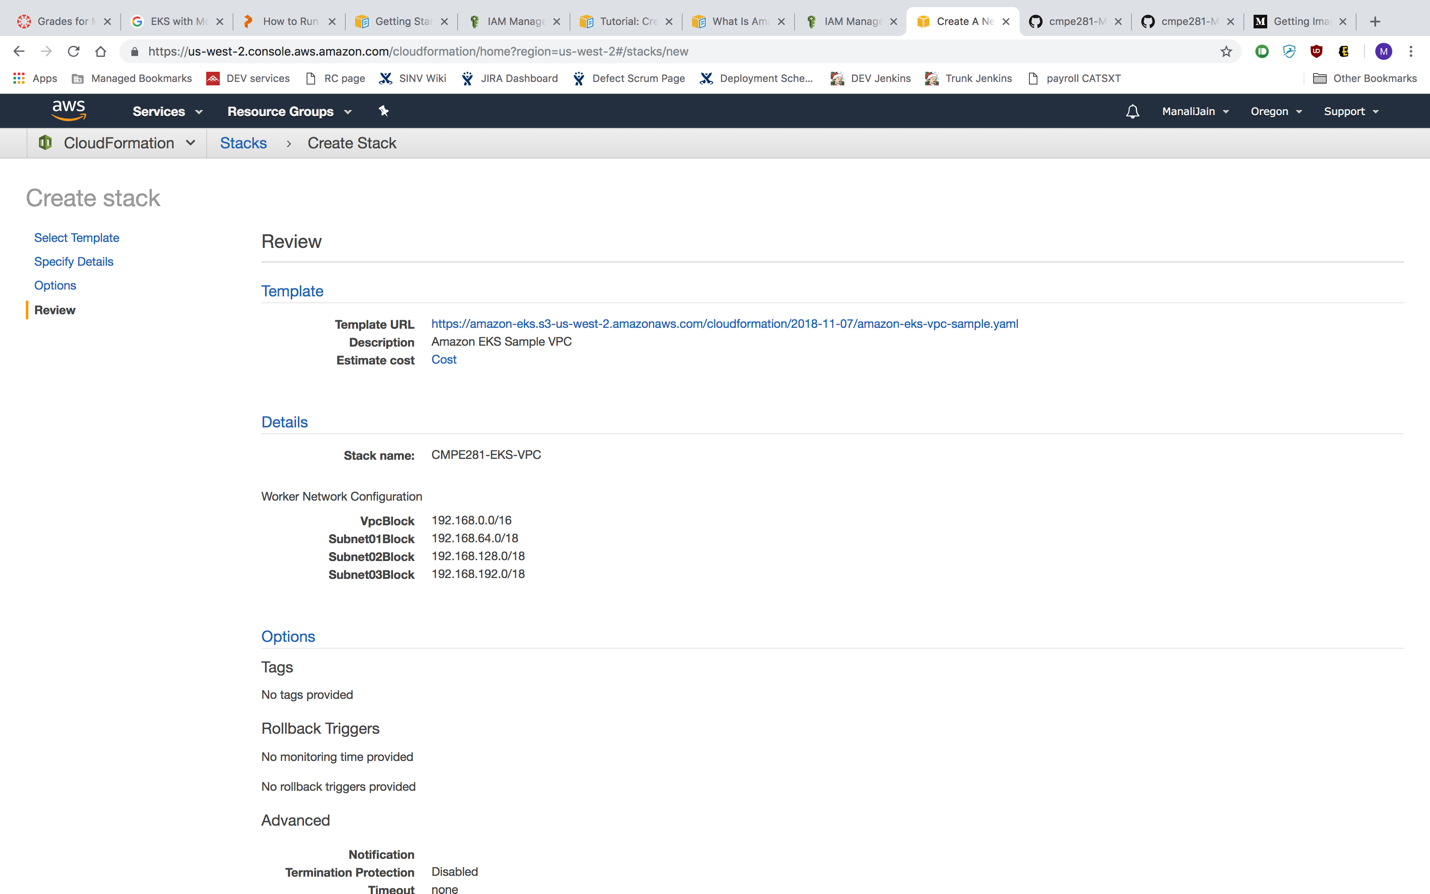 Grades for M
EKS with Mo
How to Run
Getting Star
IAM Manage
Tutorial: Cre
What Is Ama
IAM Manage
Create A Ne
cmpe281-M
cmpe281-M
Getting Ima
https://us-west-2.console.aws.amazon.com/cloudformation/home?region=us-west-2#/stacks/new
M
Apps
Managed Bookmarks
DEV services
RC page
SINV Wiki
JIRA Dashboard
Defect Scrum Page
Deployment Sche...
DEV Jenkins
Trunk Jenkins
payroll CATSXT
Other Bookmarks
aws
Services
Resource Groups
ManaliJain
Oregon
Support
CloudFormation
Stacks
Create Stack
Create stack
Select Template
Specify Details
Options
Review
Review
Template
Template URL https://amazon-eks.s3-us-west-2.amazonaws.com/cloudformation/2018-11-07/amazon-eks-vpc-sample.yaml
Description Amazon EKS Sample VPC
Estimate cost Cost
Details
Stack name: CMPE281-EKS-VPC
Worker Network Configuration
VpcBlock 192.168.0.0/16
Subnet01Block 192.168.64.0/18
Subnet02Block 192.168.128.0/18
Subnet03Block 192.168.192.0/18
Options
Tags
No tags provided
Rollback Triggers
No monitoring time provided
No rollback triggers provided
Advanced
Notification
Termination Protection Disabled
Timeout none